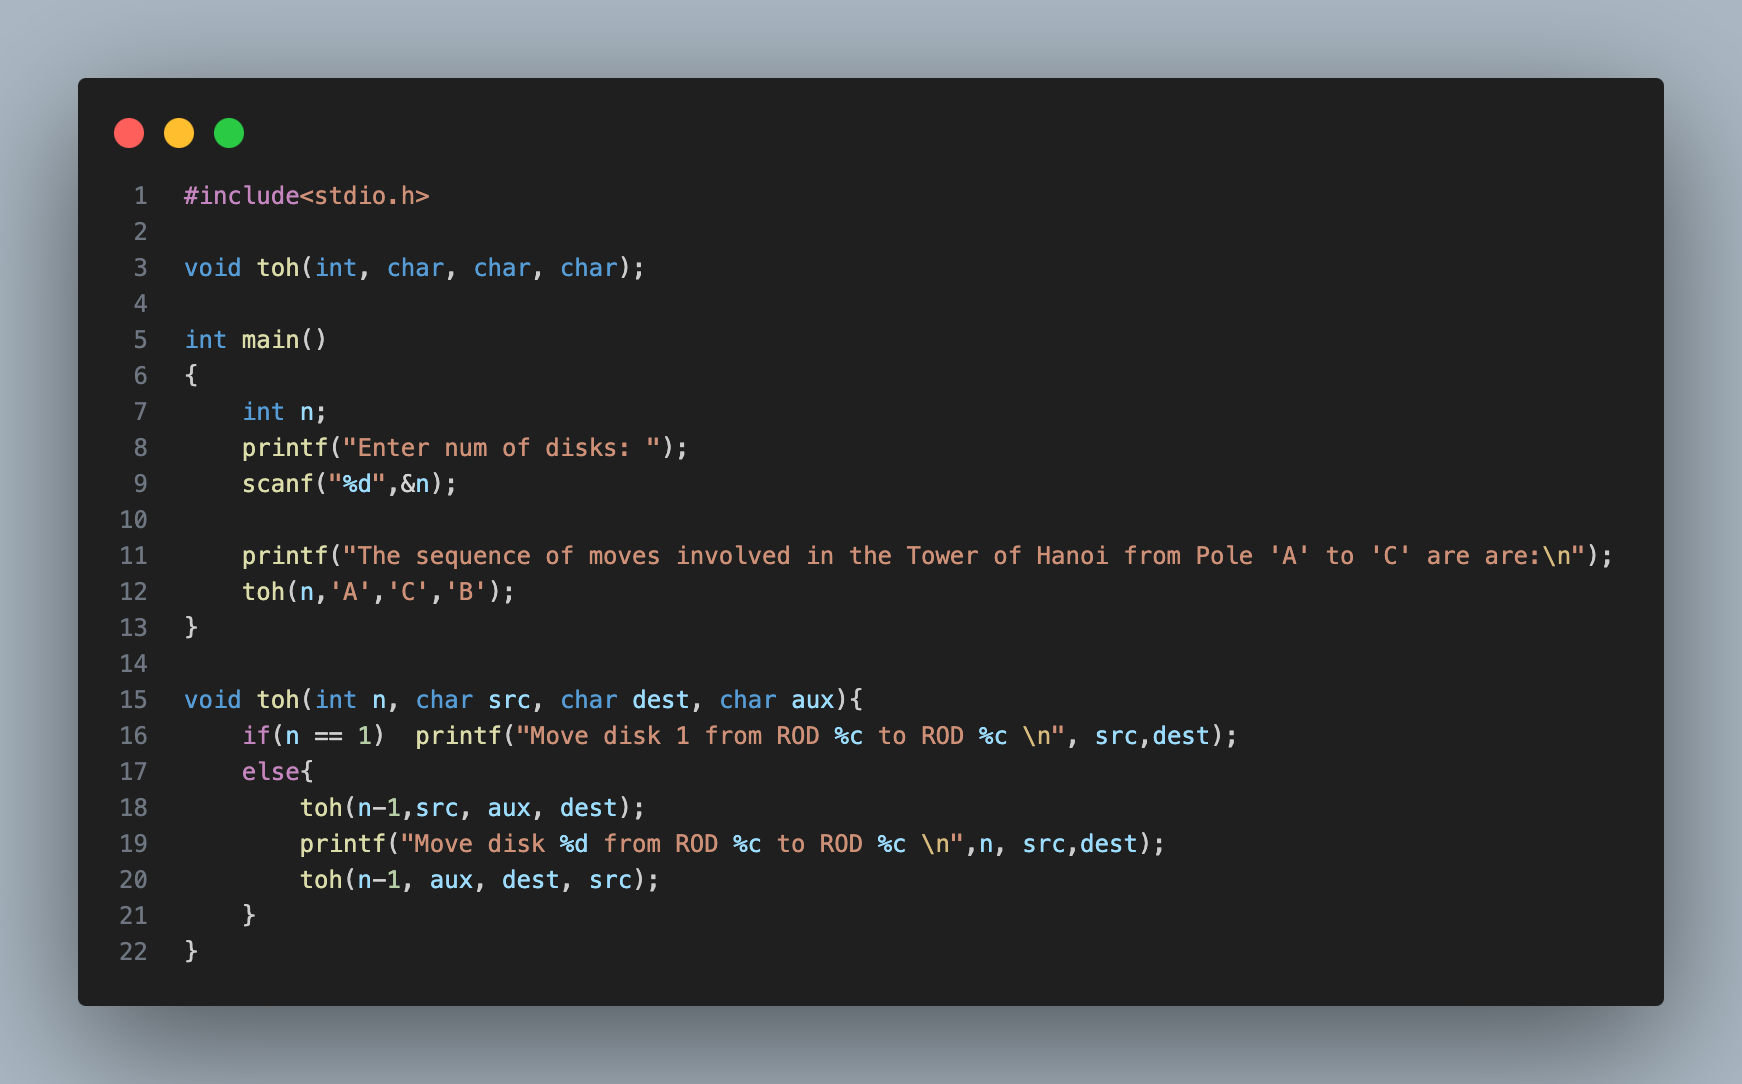 1 #include<stdio.h>
2
3 void toh(int, char, char, char);
4
5 int main()
6 {
7     int n;
8     printf("Enter num of disks: ");
9     scanf("%d",&n);
10
11     printf("The sequence of moves involved in the Tower of Hanoi from Pole 'A' to 'C' are are:\n");
12     toh(n,'A','C','B');
13 }
14
15 void toh(int n, char src, char dest, char aux){
16     if(n == 1)  printf("Move disk 1 from ROD %c to ROD %c \n", src,dest);
17     else{
18         toh(n-1,src, aux, dest);
19         printf("Move disk %d from ROD %c to ROD %c \n",n, src,dest);
20         toh(n-1, aux, dest, src);
21     }
22 }